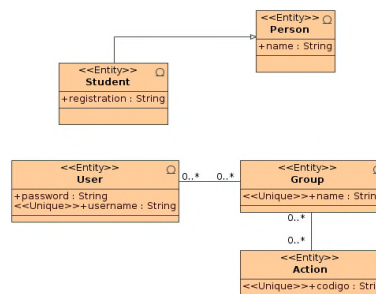 <<Entity>>
Person
+name : String
<<Entity>>
Student
+registration : String
<<Entity>>
User
+password : String
<<Unique>>+username : String
0..*
0..*
<<Entity>>
Group
<<Unique>>+name : Strin
0..*
0..*
<<Entity>>
Action
<<Unique>>+codigo : Stri